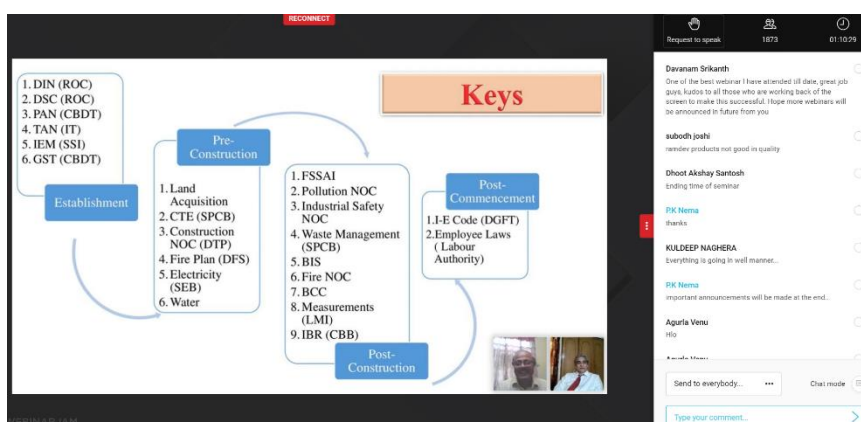 RECONNECT
Keys
1. DIN (ROC)
2. DSC (ROC)
3. PAN (CBDT)
4. TAN (IT)
5. IEM (SSI)
6. GST (CBDT)
Establishment
Pre-
Construction
1. Land
Acquisition
2. CTE (SPCB)
3. Construction
NOC (DTP)
4. Fire Plan (DFS)
5. Electricity
(SEB)
6. Water
1. FSSAI
2. Pollution NOC
3. Industrial Safety
NOC
4. Waste Management
(SPCB)
5. BIS
6. Fire NOC
7. BCC
8. Measurements
(LMI)
9. IBR (CBB)
Post-
Construction
Post-
Commencement
1.I-E Code (DGFT)
2.Employee Laws
( Labour
Authority)
WEBINARJAM
Request to speak
1873
01:10:29
Davanam Srikanth
One of the best webinar I have attended till date, great job
guys, kudos to all those who are working back of the
screen to make this successful. Hope more webinars will
be announced in future from you
subodh joshi
ramdev products not good in quality
Dhoot Akshay Santosh
Ending time of seminar
P.K Nema
thanks
KULDEEP NAGHERA
Everything is going in well manner...
P.K Nema
important announcements will be made at the end..
Agurla Venu
Hlo
Agurla Venu
Send to everybody... •••
Chat mode
Type your comment...